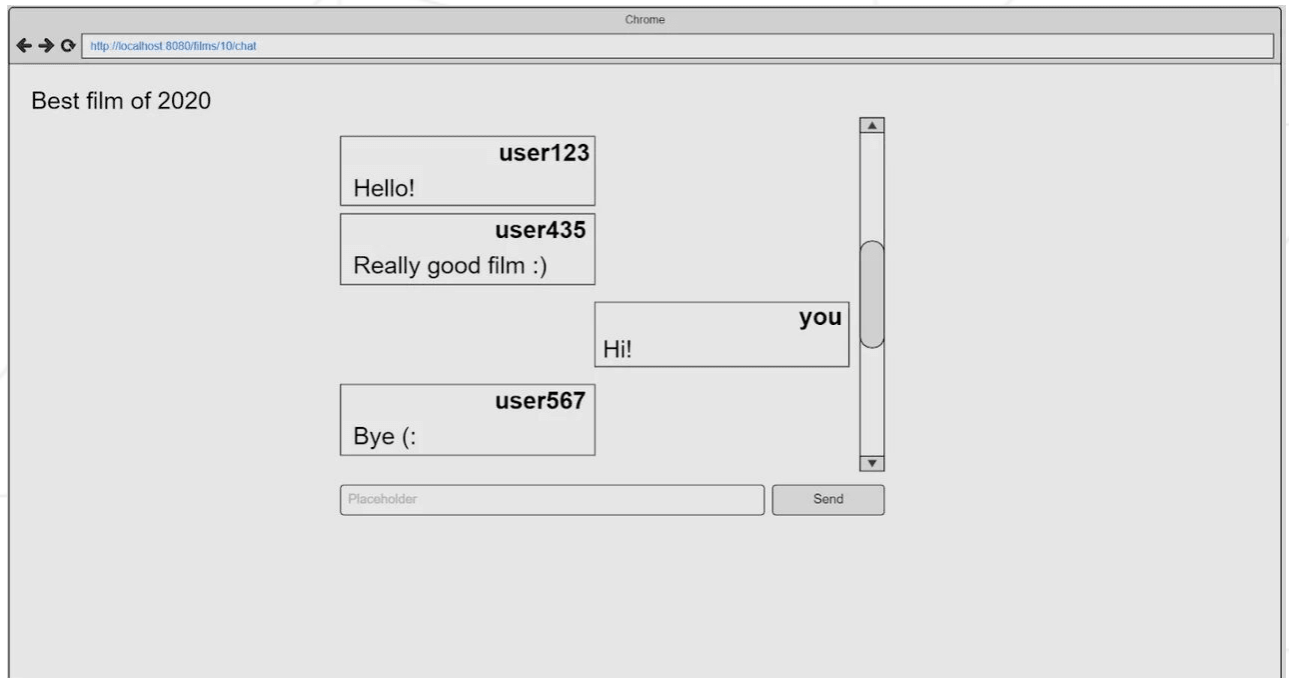 Chrome
http://localhost:8080/films/10/chat
Best film of 2020
user123
Hello!
user435
Really good film :)
you
Hi!
user567
Bye (:
Placeholder
Send